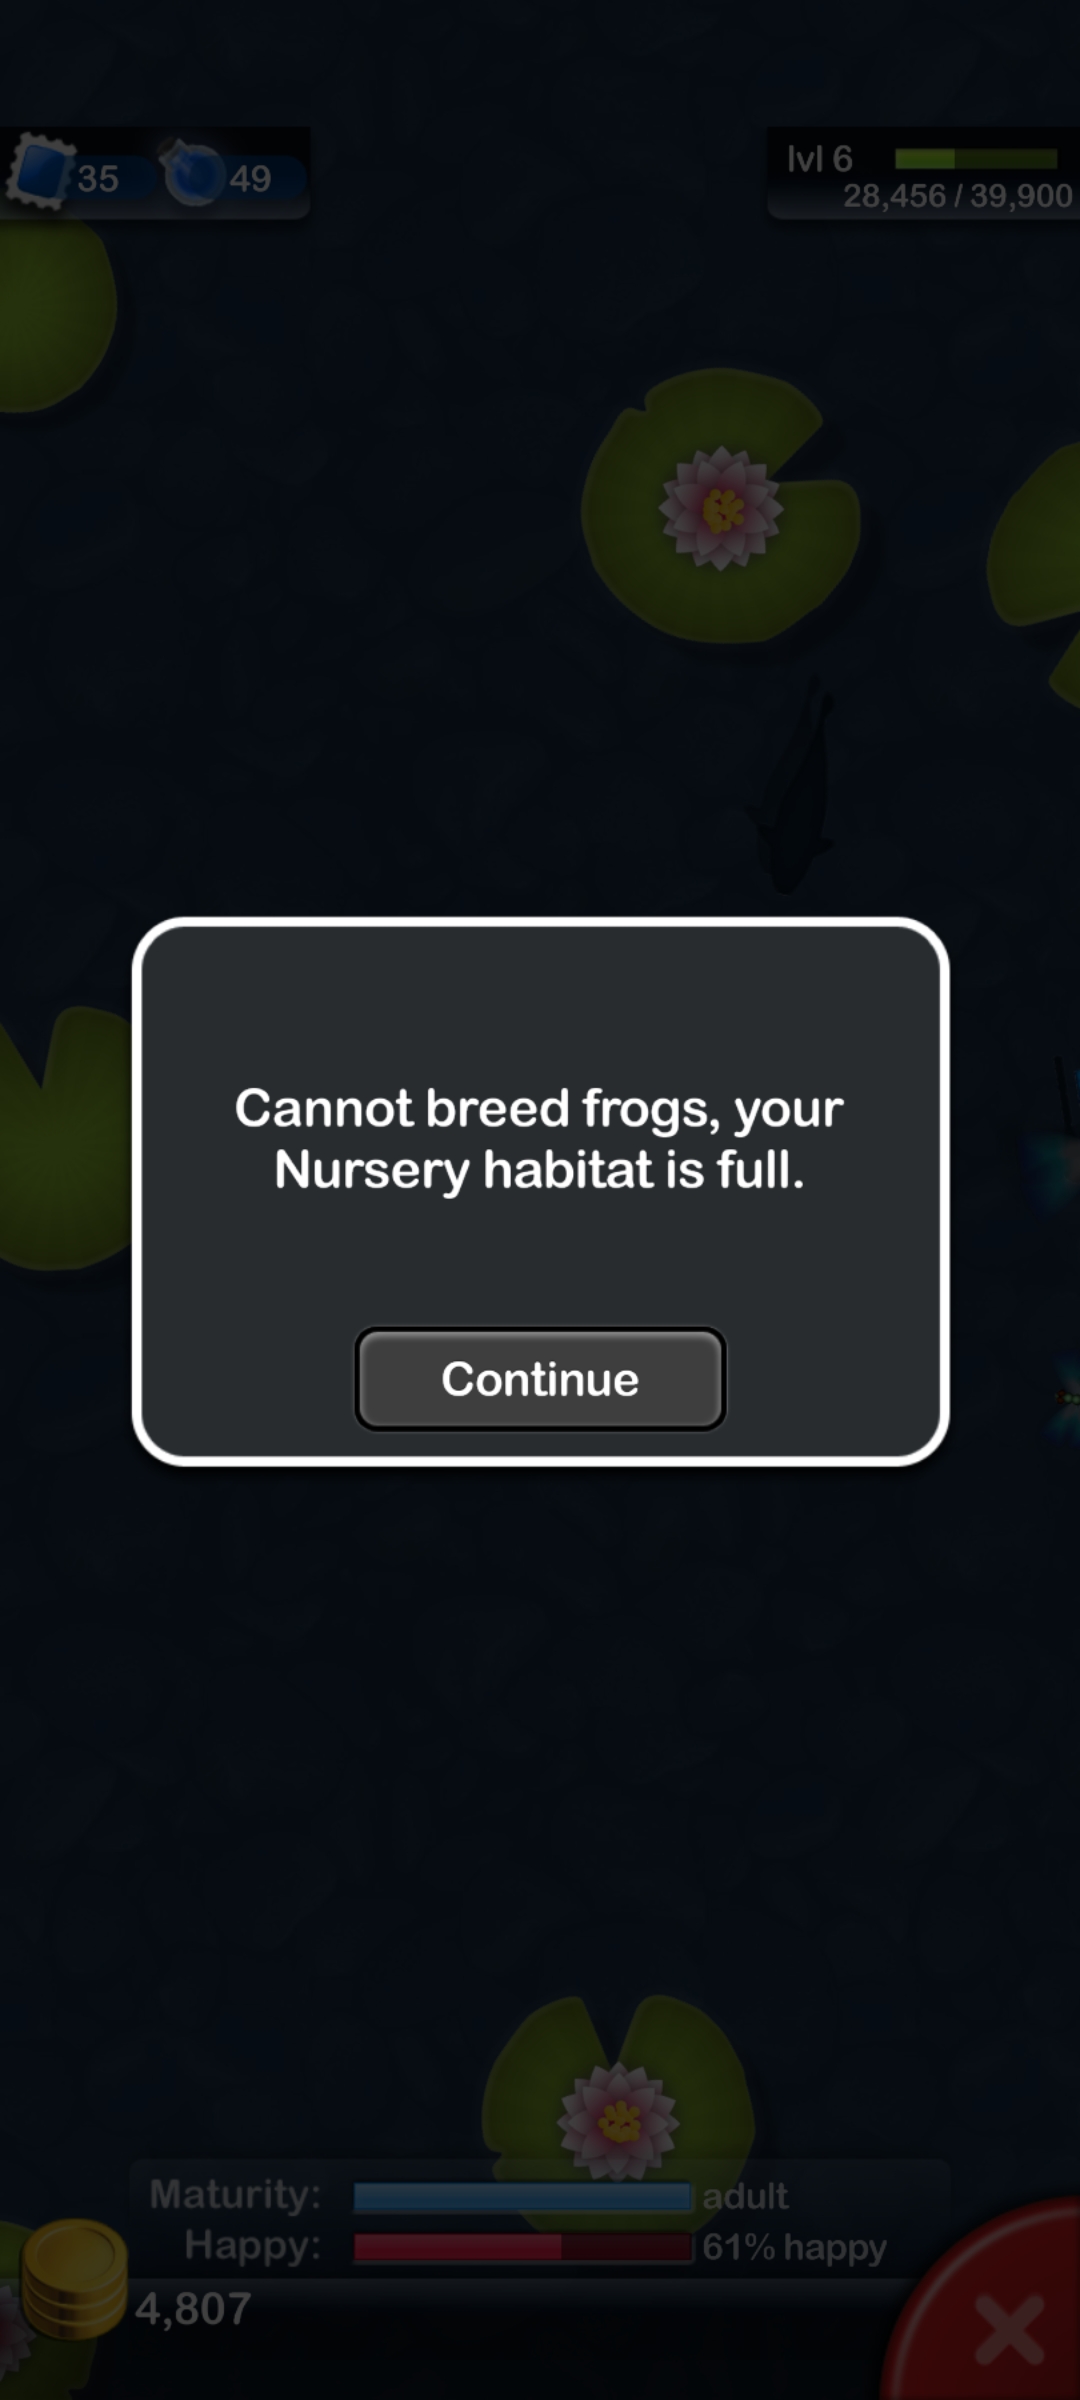 35 49
lvl 6
28,456 / 39,900
Cannot breed frogs, your
Nursery habitat is full.
Continue
Maturity: adult
Happy: 61% happy
4,807